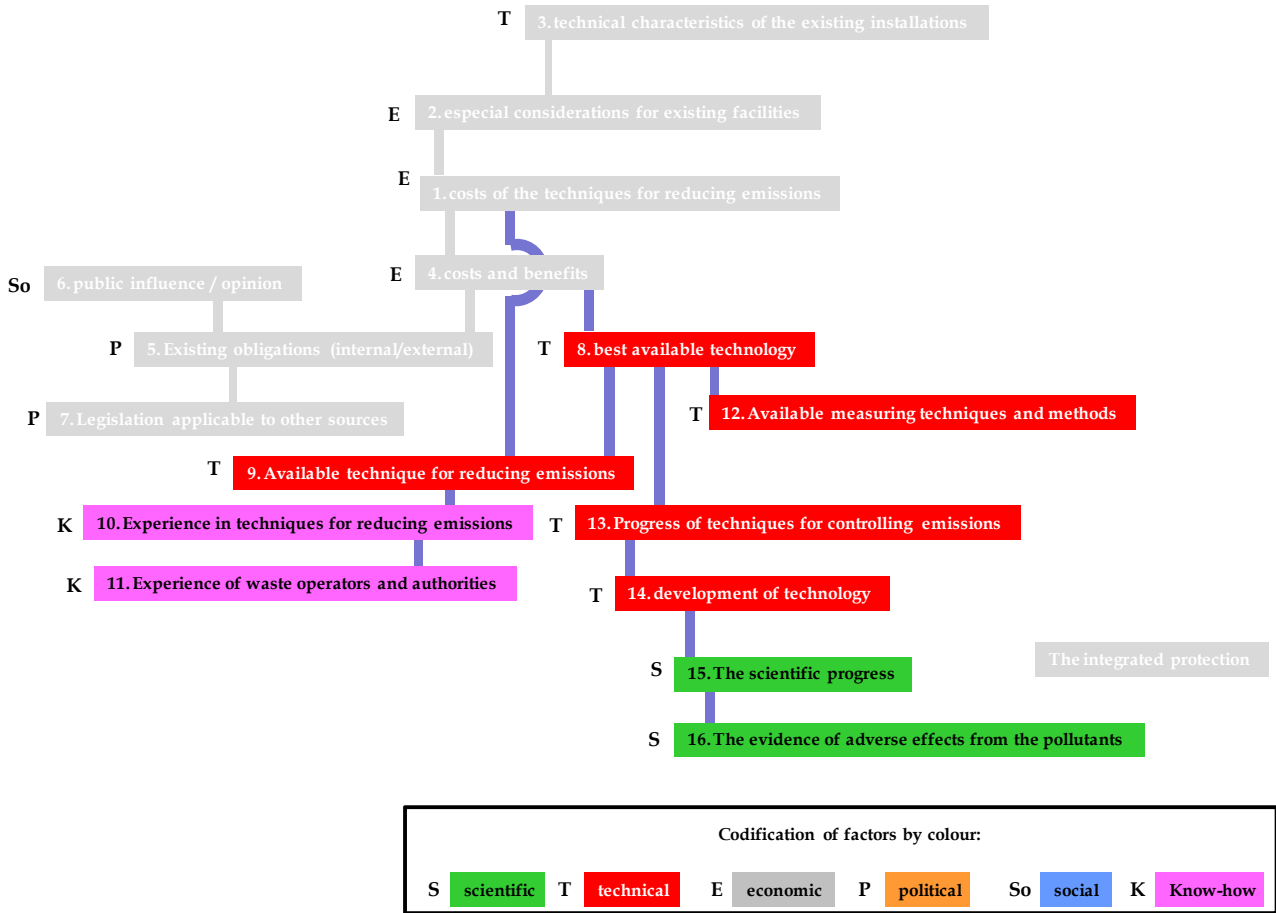 T 3. technical characteristics of the existing installations
E 2. especial considerations for existing facilities
E 1. costs of the techniques for reducing emissions
E 4. costs and benefits
So 6. public influence / opinion
P 5. Existing obligations (internal/external)
T 8. best available technology
P 7. Legislation applicable to other sources
T 12. Available measuring techniques and methods
T 9. Available technique for reducing emissions
K 10. Experience in techniques for reducing emissions
T 13. Progress of techniques for controlling emissions
K 11. Experience of waste operators and authorities
T 14. development of technology
S 15. The scientific progress
The integrated protection
S 16. The evidence of adverse effects from the pollutants
Codification of factors by colour:
S scientific T technical E economic P political So social K Know-how